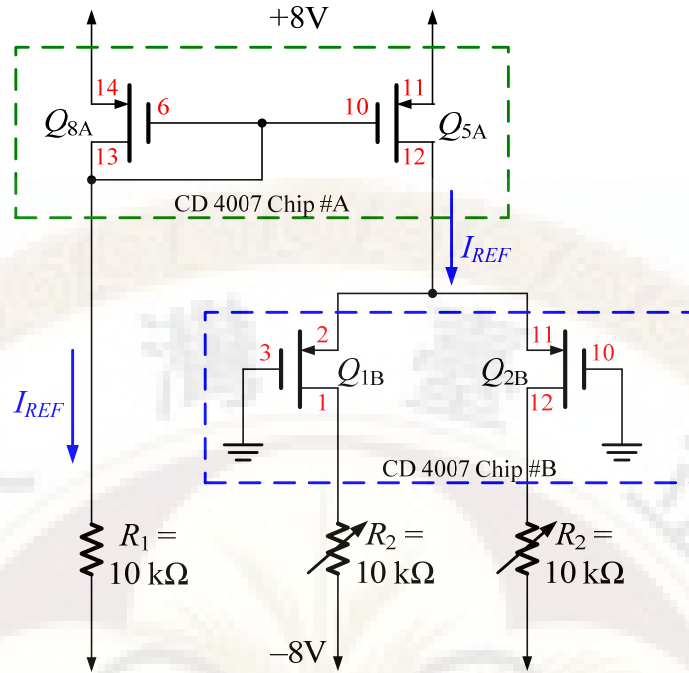 +8V
14
11
6
10
Q8A
Q5A
13
12
CD 4007 Chip #A
IREF
2
11
3
10
Q1B
Q2B
IREF
1
12
CD 4007 Chip #B
R1 =
10 kΩ
R2 =
10 kΩ
R2 =
10 kΩ
–8V